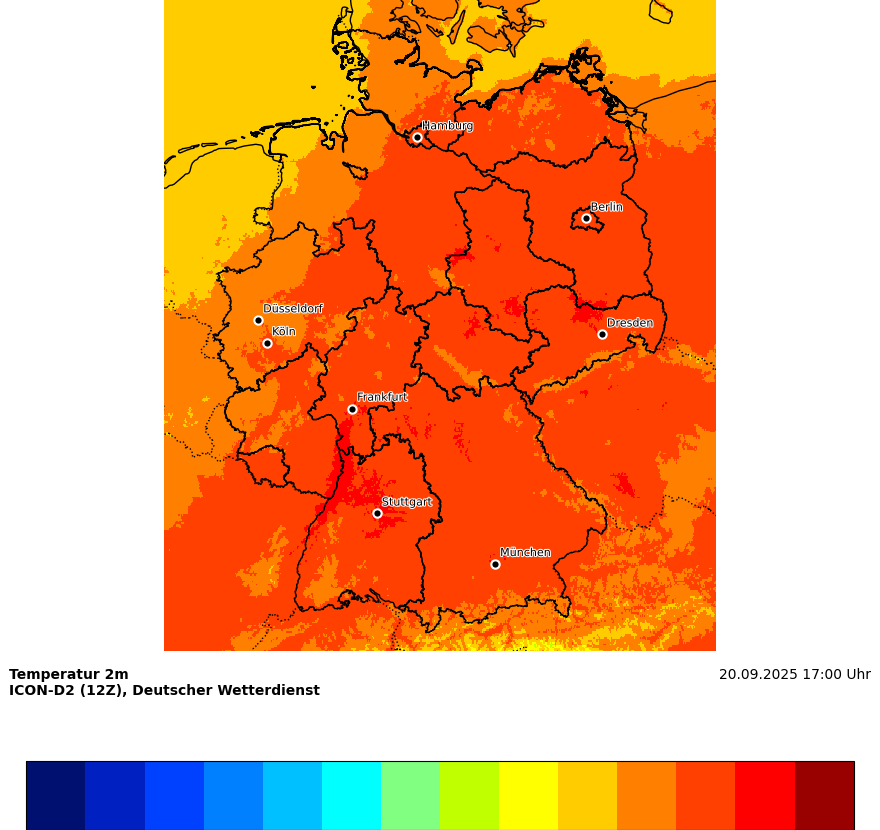 Hamburg
Berlin
Düsseldorf
Köln
Dresden
Frankfurt
Stuttgart
München
Temperatur 2m
20.09.2025 17:00 Uhr
ICON-D2 (12Z), Deutscher Wetterdienst